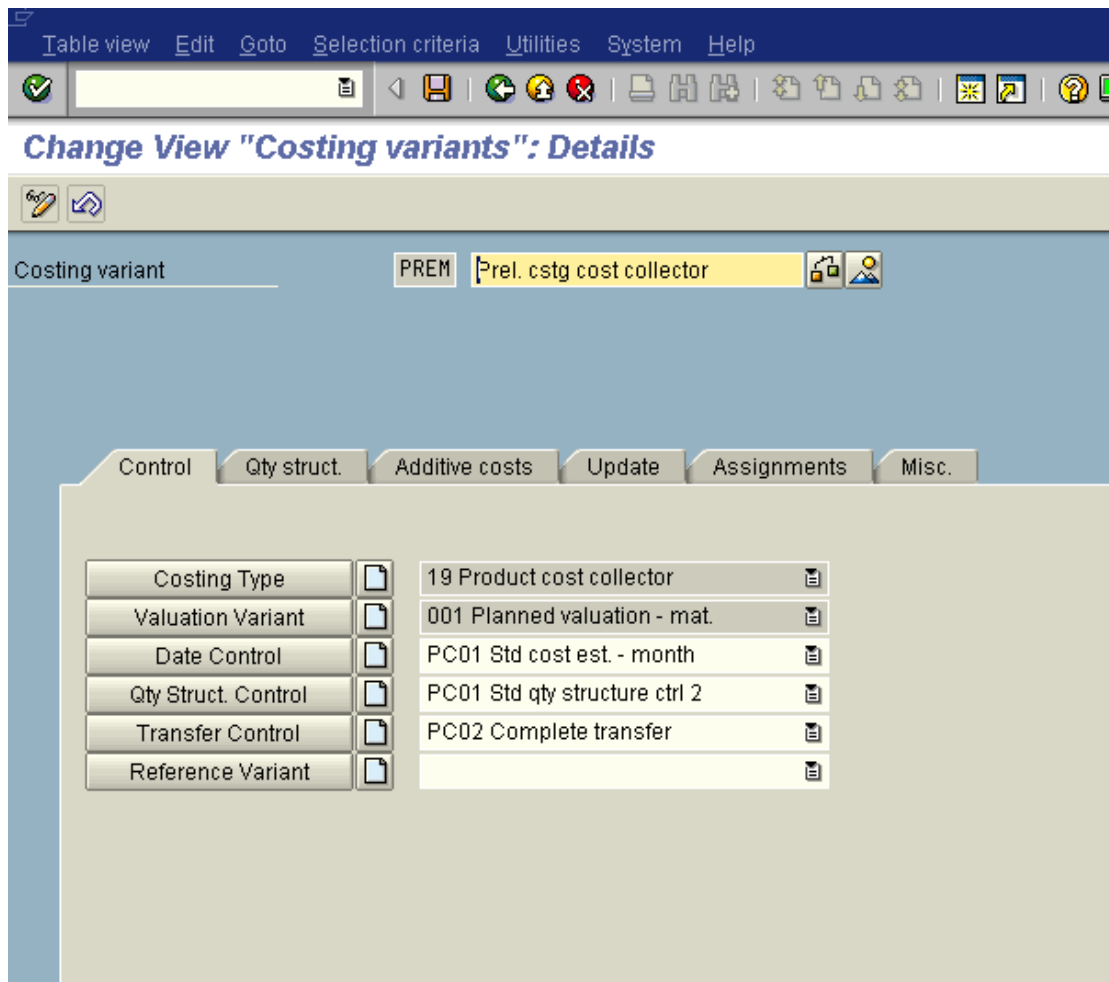 Table view Edit Goto Selection criteria Utilities System Help
Change View "Costing variants": Details
Costing variant PREM Prel. cstg cost collector
Control Qty struct. Additive costs Update Assignments Misc.
Costing Type 19 Product cost collector
Valuation Variant 001 Planned valuation - mat.
Date Control PC01 Std cost est. - month
Qty Struct. Control PC01 Std qty structure ctrl 2
Transfer Control PC02 Complete transfer
Reference Variant